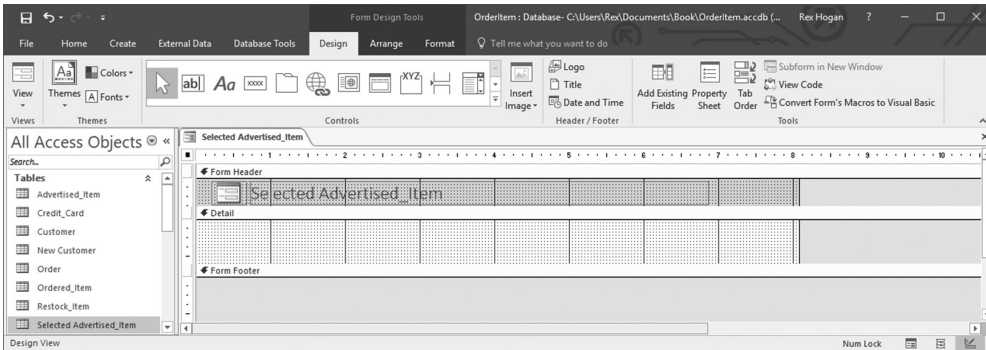 Form Design Tools
OrderItem : Database- C:\Users\Rex\Documents\Book\OrderItem.accdb (...
Rex Hogan
?
File Home Create External Data Database Tools Design Arrange Format Tell me what you want to do
View
Views
Aa
Themes
Colors
A Fonts
Themes
ab| Aa xxxx XYZ
Controls
Insert
Image
Logo
Title
Date and Time
Header / Footer
Add Existing
Fields
Property
Sheet
Tab
Order
Subform in New Window
View Code
Convert Form's Macros to Visual Basic
Tools
All Access Objects
Search...
Tables
Advertised_Item
Credit_Card
Customer
New Customer
Order
Ordered_Item
Restock_Item
Selected Advertised_Item
Selected Advertised_Item
1 2 3 4 5 6 7 8 9 10
Form Header
Selected Advertised_Item
Detail
Form Footer
Design View
Num Lock